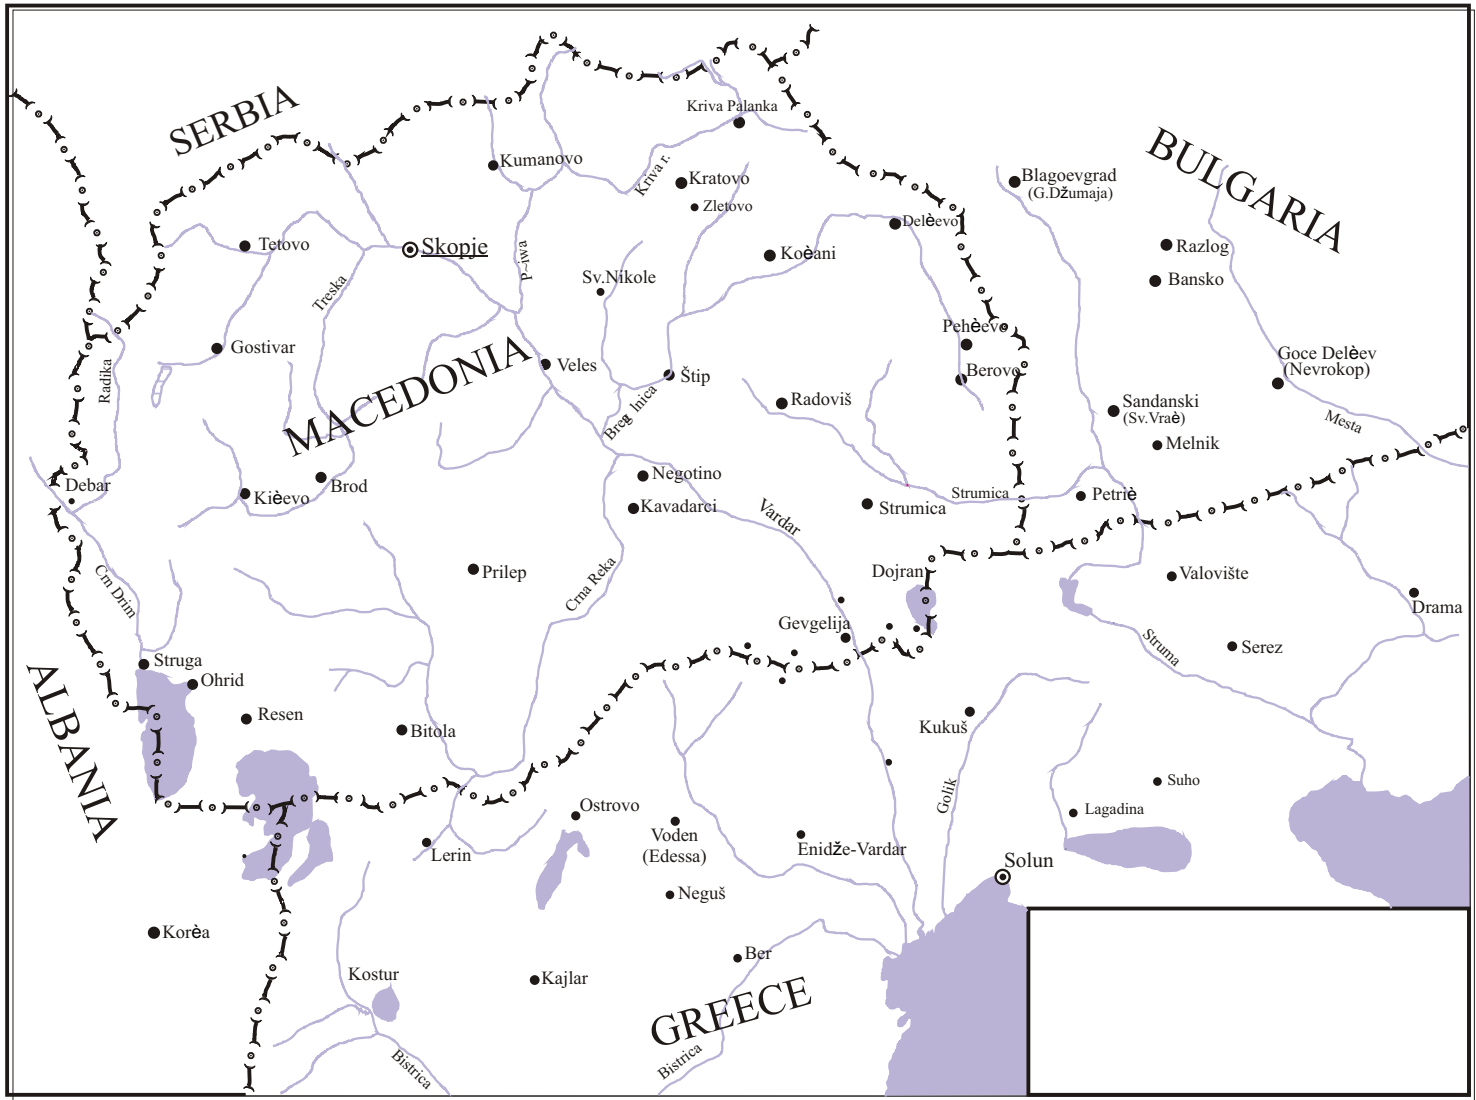 SERBIA
BULGARIA
Kriva Palanka
Kumanovo
Kriva r.
Kratovo
Zletovo
Blagoevgrad
(G.Džumaja)
Delèevo
Tetovo
Skopje
P~iwa
Koèani
Razlog
Bansko
Sv.Nikole
Treska
Pehèevo
Gostivar
Radika
MACEDONIA
Veles
Štip
Berovo
Goce Delèev
(Nevrokop)
Radoviš
Breg lnica
Sandanski
(Sv.Vraè)
Melnik
Mesta
Debar
Kièevo
Brod
Negotino
Kavadarci
Vardar
Strumica
Strumica
Petriè
Crn Drim
Prilep
Crna Reka
Dojran
Valovište
Drama
Gevgelija
Struma
Serez
Struga
Ohrid
ALBANIA
Resen
Bitola
Kukuš
Golik
Suho
Lagadina
Ostrovo
Lerin
Voden
(Edessa)
Enidže-Vardar
Solun
Neguš
Korèa
Kostur
Kajlar
Ber
GREECE
Bistrica
Bistrica